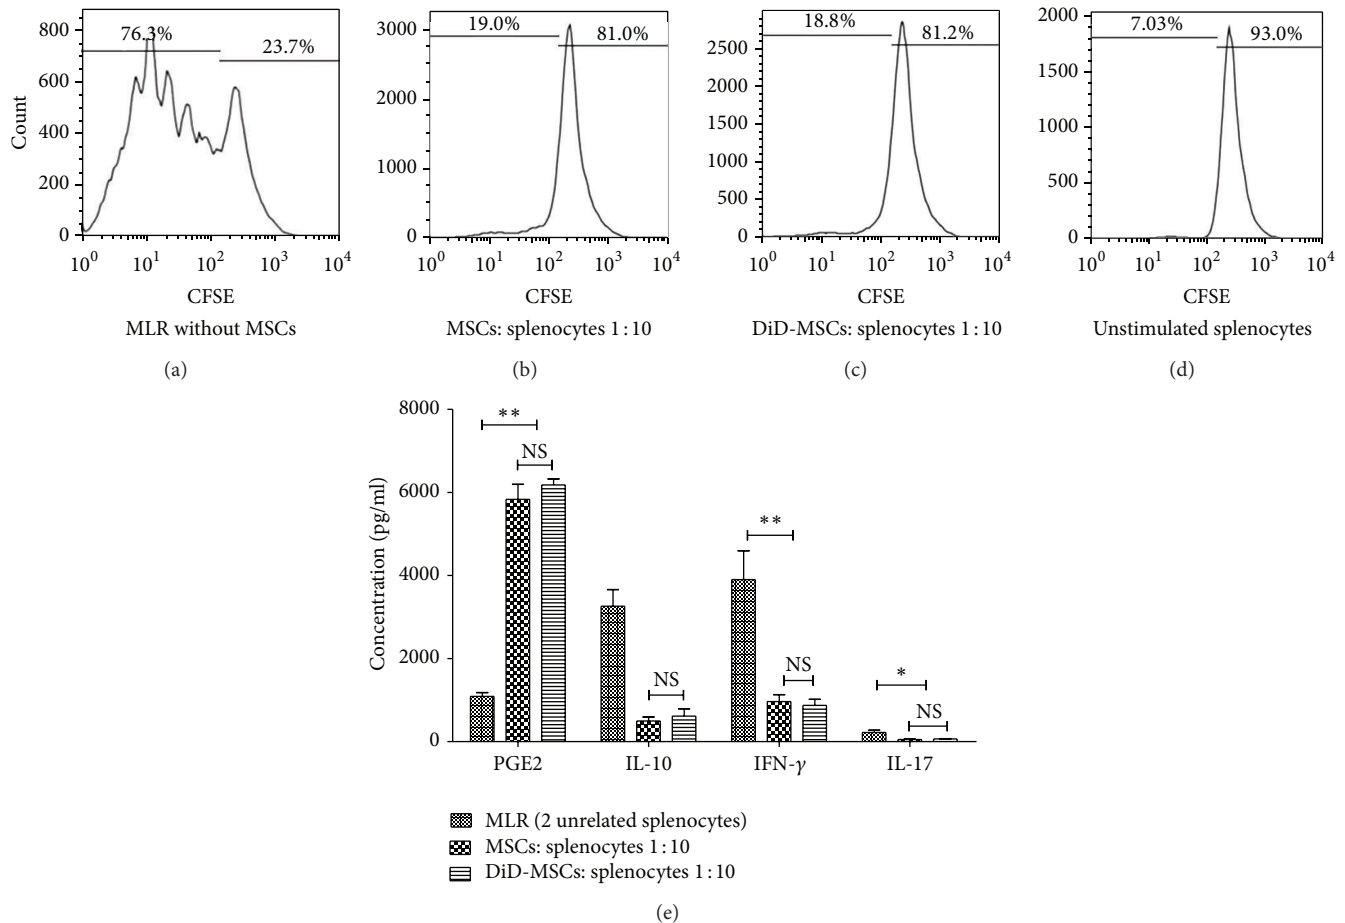 76.3%
23.7%
Count
800
600
400
200
0
10^0 10^1 10^2 10^3 10^4
CFSE
MLR without MSCs
(a)
19.0%
81.0%
3000
2000
1000
0
10^0 10^1 10^2 10^3 10^4
CFSE
MSCs: splenocytes 1 : 10
(b)
18.8%
81.2%
2500
2000
1500
1000
500
0
10^0 10^1 10^2 10^3 10^4
CFSE
DiD-MSCs: splenocytes 1 : 10
(c)
7.03%
93.0%
2000
1500
1000
500
0
10^0 10^1 10^2 10^3 10^4
CFSE
Unstimulated splenocytes
(d)
Concentration (pg/ml)
8000
6000
4000
2000
0
**
NS
NS
**
NS
*
NS
PGE2 IL-10 IFN-γ IL-17
MLR (2 unrelated splenocytes)
MSCs: splenocytes 1 : 10
DiD-MSCs: splenocytes 1 : 10
(e)